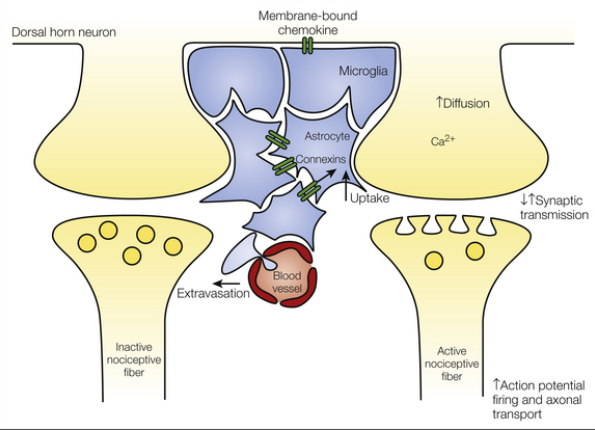 Membrane-bound
chemokine
Dorsal horn neuron
Microglia
↑Diffusion
Astrocyte
Ca²⁺
Connexins
Uptake
↓↑Synaptic
transmission
Blood
vessel
Extravasation
Inactive
nociceptive
fiber
Active
nociceptive
fiber
↑Action potential
firing and axonal
transport